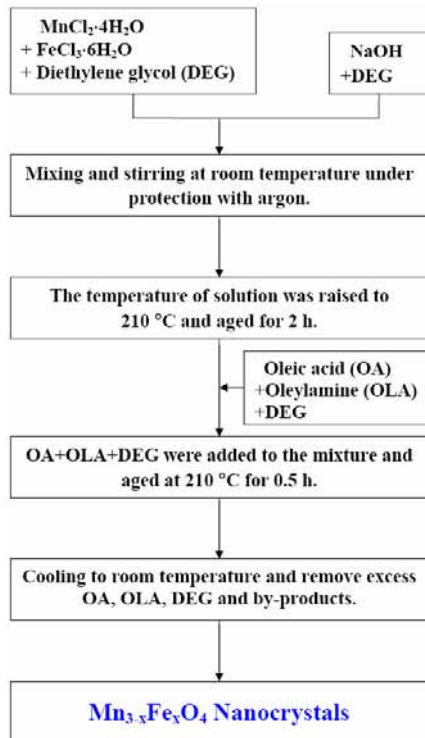 MnCl₂·4H₂O
+ FeCl₃·6H₂O
+ Diethylene glycol (DEG)
NaOH
+DEG
Mixing and stirring at room temperature under
protection with argon.
The temperature of solution was raised to
210 °C and aged for 2 h.
Oleic acid (OA)
+Oleylamine (OLA)
+DEG
OA+OLA+DEG were added to the mixture and
aged at 210 °C for 0.5 h.
Cooling to room temperature and remove excess
OA, OLA, DEG and by-products.
Mn₃₋ₓFeₓO₄ Nanocrystals